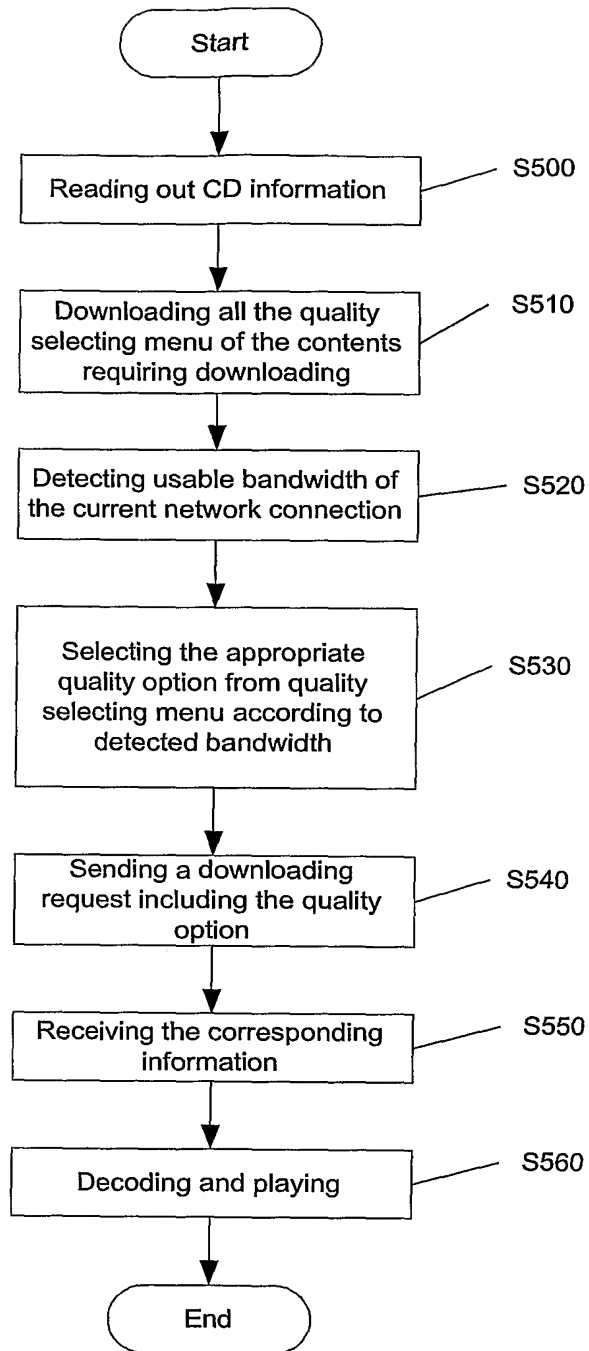 Start
Reading out CD information
S500
Downloading all the quality
selecting menu of the contents
requiring downloading
S510
Detecting usable bandwidth of
the current network connection
S520
Selecting the appropriate
quality option from quality
selecting menu according to
detected bandwidth
S530
Sending a downloading
request including the quality
option
S540
Receiving the corresponding
information
S550
Decoding and playing
S560
End